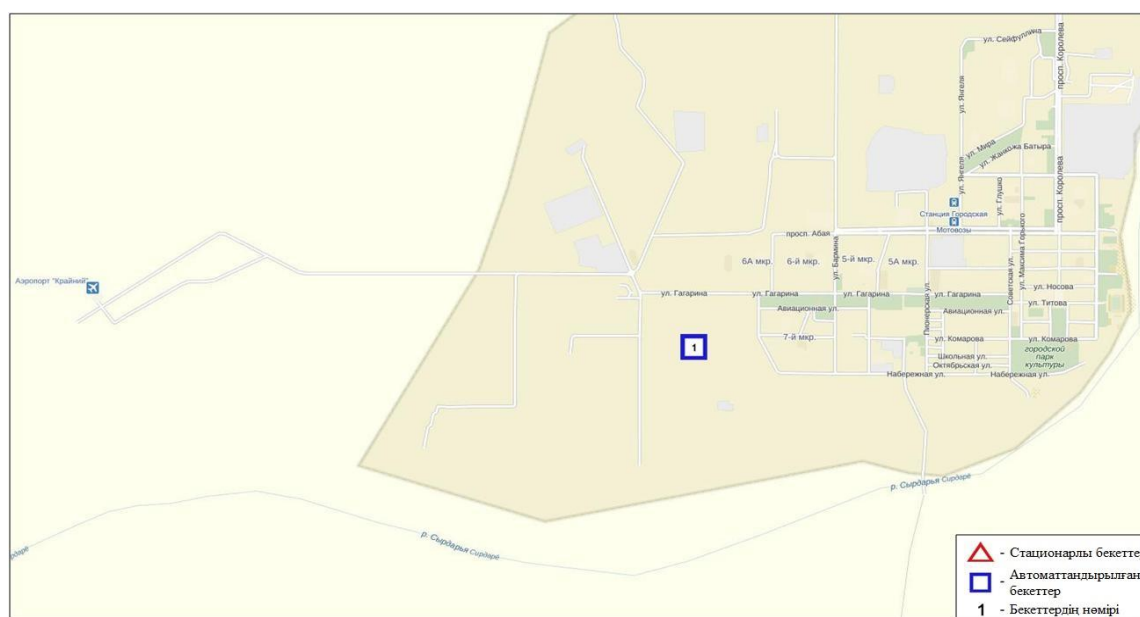 ул. Сейфуллина
просп. Королева
ул. Янгеля
ул. Мира
ул. Жанкожа Батыра
ул. Янгеля
ул. Глушко
просп. Королева
Станция Городская
Мотовозы
ул. Максима Горького
просп. Абая
ул. Бармина
6А мкр.
6-й мкр.
5-й мкр.
5А мкр.
Советская ул.
Аэропорт "Крайний"
ул. Носова
ул. Гагарина
ул. Гагарина
ул. Гагарина
ул. Гагарина
ул. Титова
Авиационная ул.
Пионерская ул.
Авиационная ул.
7-й мкр.
ул. Комарова
ул. Комарова
1
Школьная ул.
городской
парк
культуры
Октябрьская ул.
Набережная ул.
Набережная ул.
р. Сырдарья Сирдарё
р. Сырдарья Сирдарё
рдарё
- Стационарлы бекетте
- Автоматтандырылған
бекеттер
1 - Бекеттердің нөмірі